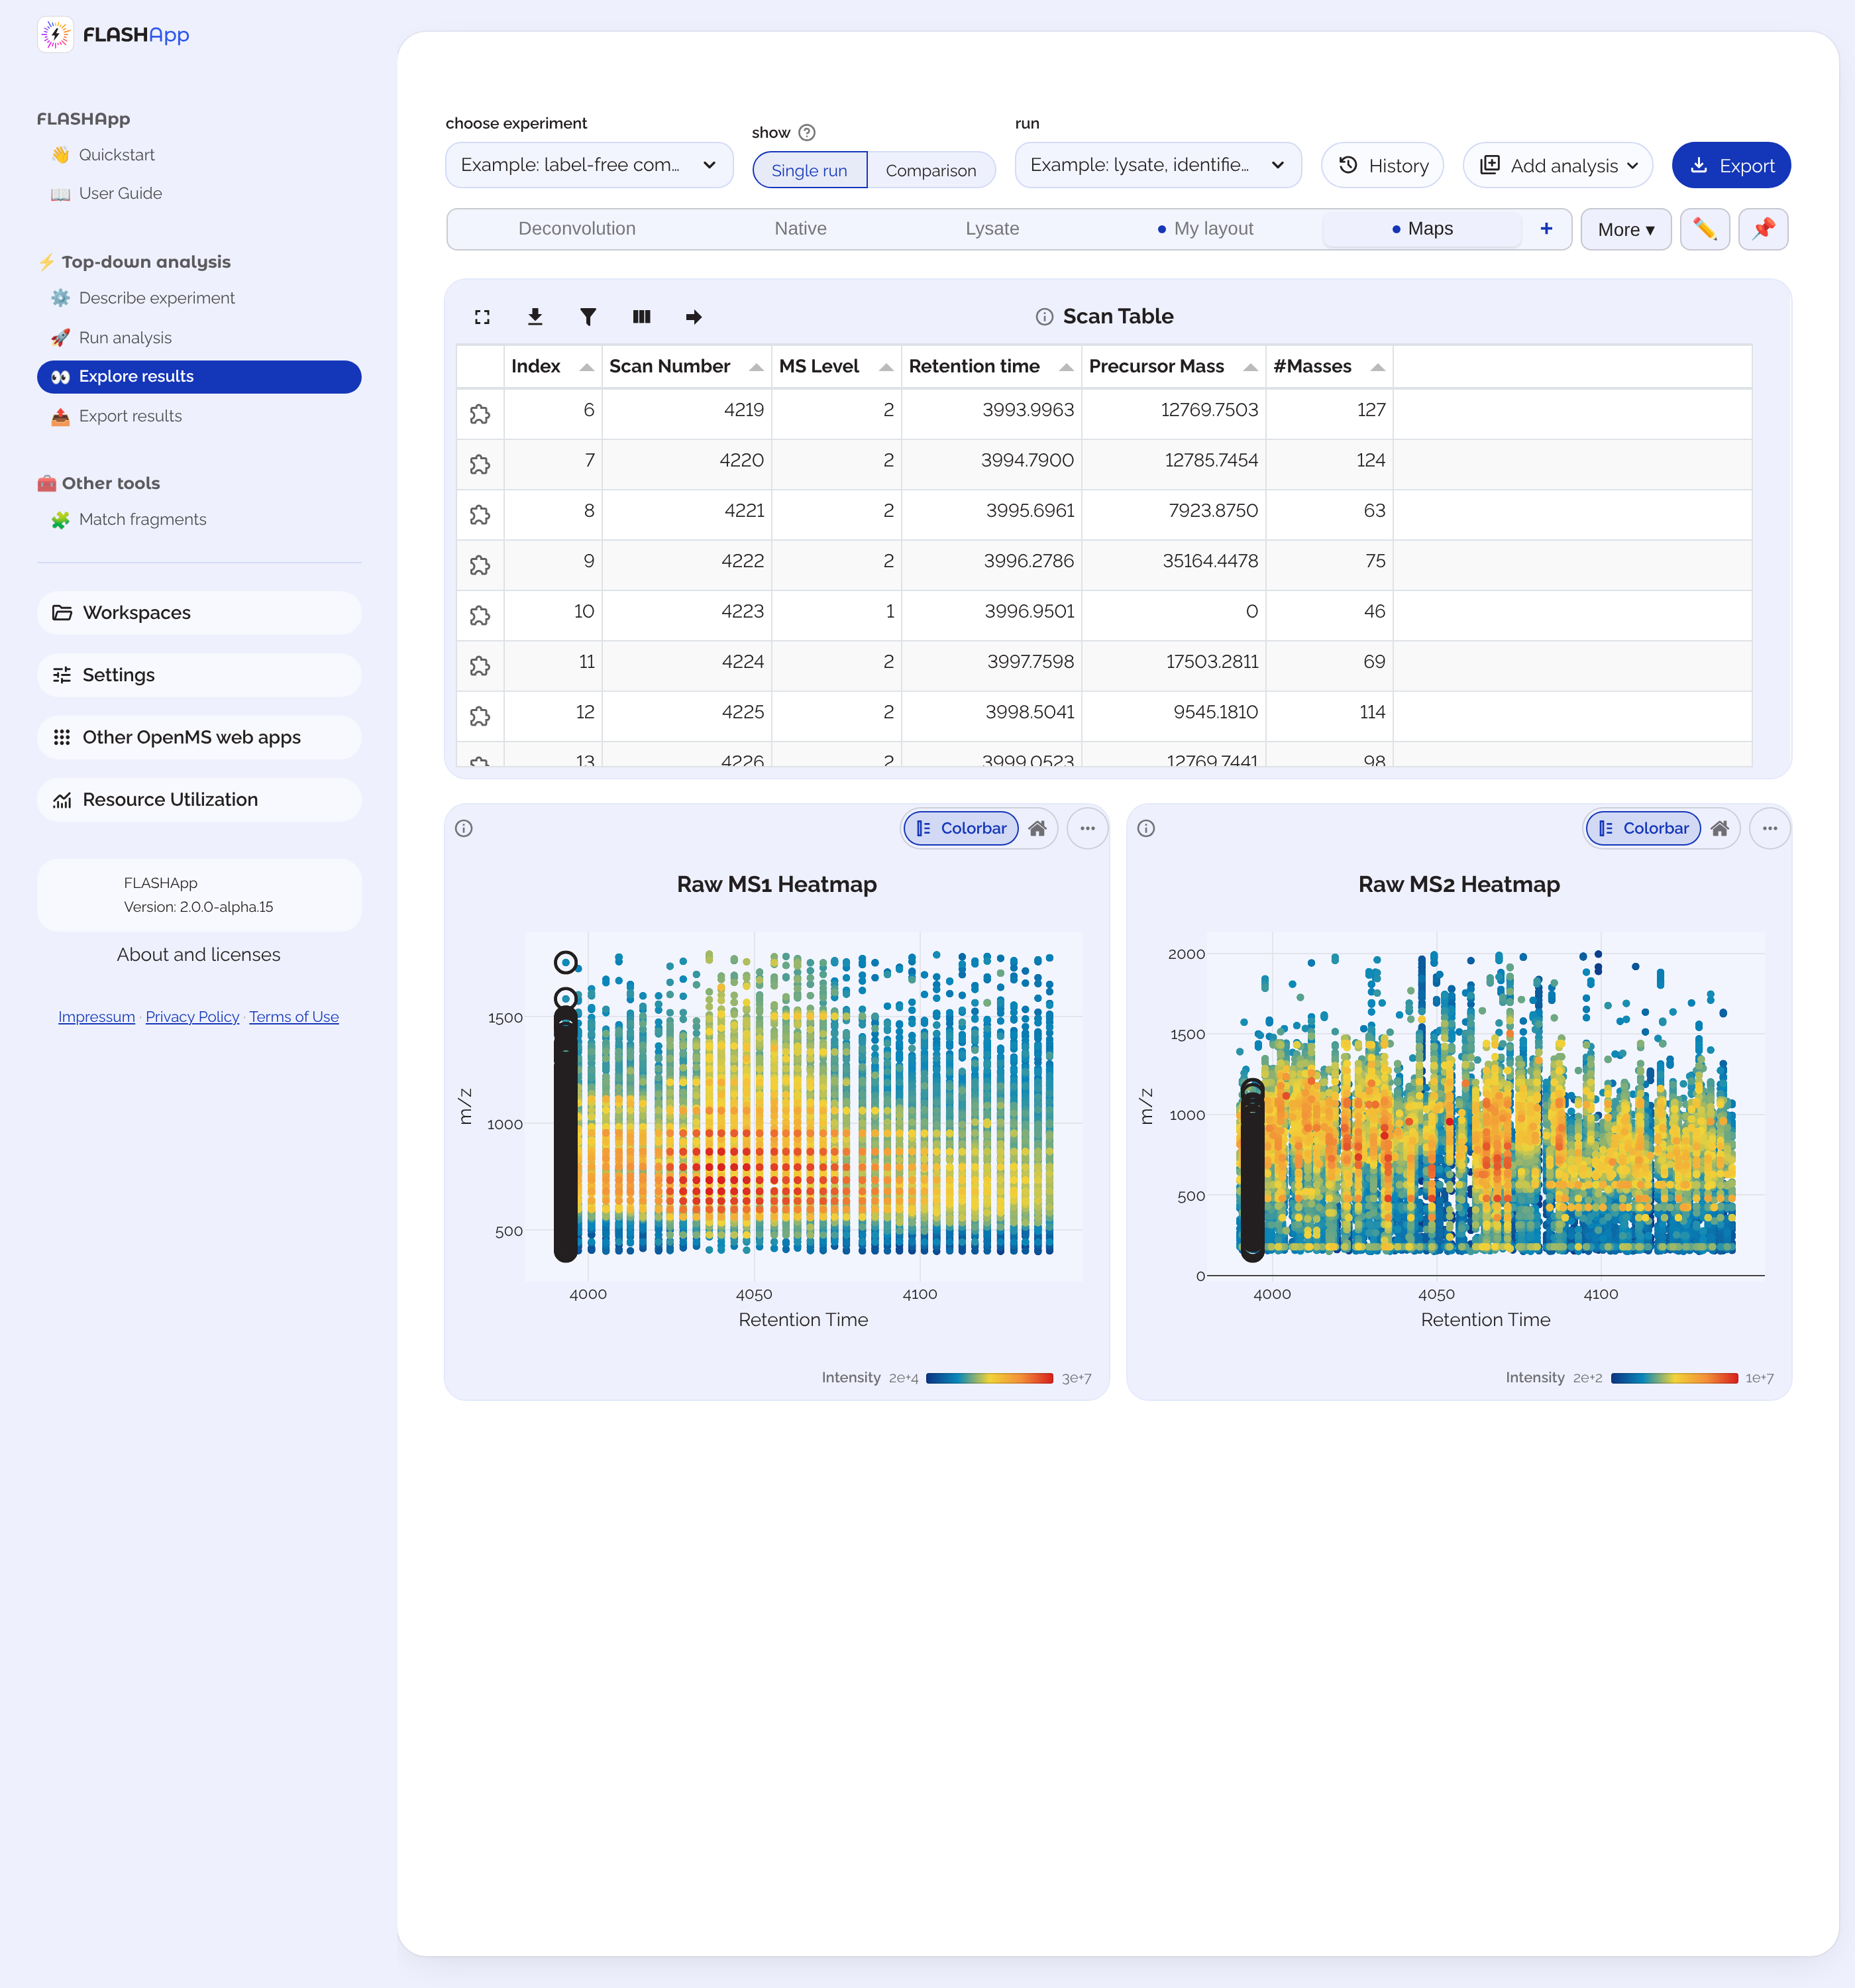 FLASHApp
FLASHApp
Quickstart
User Guide
Top-down analysis
Describe experiment
Run analysis
Explore results
Export results
Other tools
Match fragments
Workspaces
Settings
Other OpenMS web apps
Resource Utilization
FLASHApp
Version: 2.0.0-alpha.15
About and licenses
Impressum · Privacy Policy · Terms of Use
choose experiment
show
run
Example: label-free com...
Single run
Comparison
Example: lysate, identifie...
History
Add analysis
Export
Deconvolution
Native
Lysate
My layout
Maps
+
More ▾
Scan Table
Index Scan Number MS Level Retention time Precursor Mass #Masses
6 4219 2 3993.9963 12769.7503 127
7 4220 2 3994.7900 12785.7454 124
8 4221 2 3995.6961 7923.8750 63
9 4222 2 3996.2786 35164.4478 75
10 4223 1 3996.9501 0 46
11 4224 2 3997.7598 17503.2811 69
12 4225 2 3998.5041 9545.1810 114
13 4226 2 3999.0523 12769.7441 98
Colorbar
Raw MS1 Heatmap
m/z
1500
1000
500
4000 4050 4100
Retention Time
Intensity 2e+4 3e+7
Colorbar
Raw MS2 Heatmap
m/z
2000
1500
1000
500
0
4000 4050 4100
Retention Time
Intensity 2e+2 1e+7